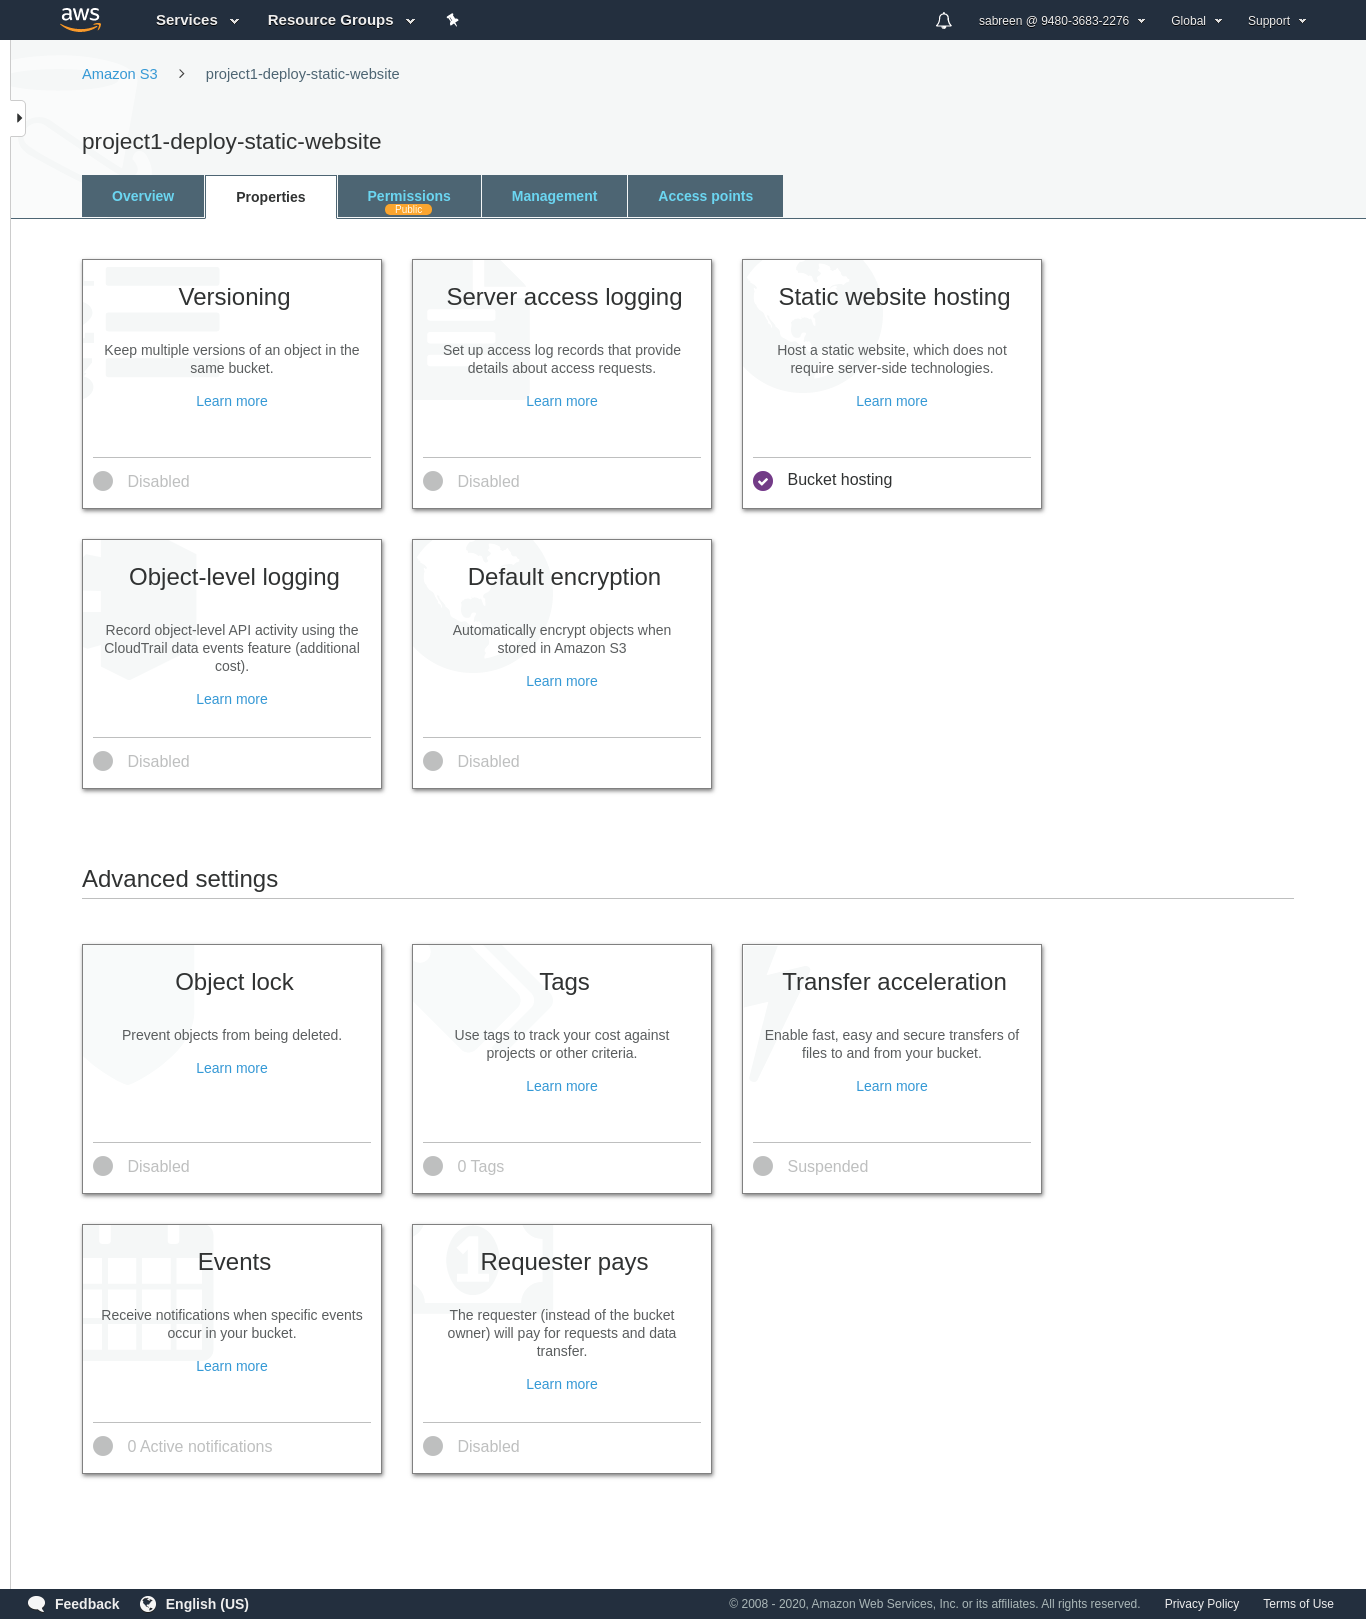 aws Services Resource Groups sabreen @ 9480-3683-2276 Global Support
Amazon S3 project1-deploy-static-website
project1-deploy-static-website
Overview Properties Permissions Management Access points
Public
Versioning
Keep multiple versions of an object in the
same bucket.
Learn more
Disabled
Server access logging
Set up access log records that provide
details about access requests.
Learn more
Disabled
Static website hosting
Host a static website, which does not
require server-side technologies.
Learn more
Bucket hosting
Object-level logging
Record object-level API activity using the
CloudTrail data events feature (additional
cost).
Learn more
Disabled
Default encryption
Automatically encrypt objects when
stored in Amazon S3
Learn more
Disabled
Advanced settings
Object lock
Prevent objects from being deleted.
Learn more
Disabled
Tags
Use tags to track your cost against
projects or other criteria.
Learn more
0 Tags
Transfer acceleration
Enable fast, easy and secure transfers of
files to and from your bucket.
Learn more
Suspended
Events
Receive notifications when specific events
occur in your bucket.
Learn more
0 Active notifications
Requester pays
The requester (instead of the bucket
owner) will pay for requests and data
transfer.
Learn more
Disabled
Feedback English (US) © 2008 - 2020, Amazon Web Services, Inc. or its affiliates. All rights reserved. Privacy Policy Terms of Use